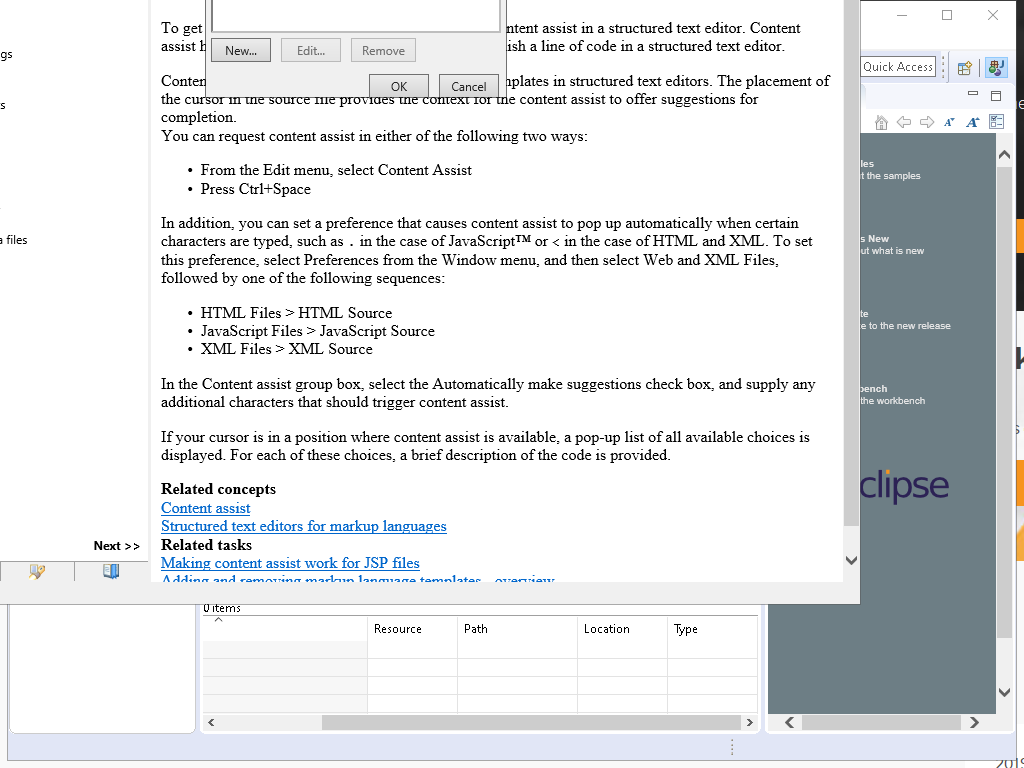 To get
ntent assist in a structured text editor. Content
assist
ish a line of code in a structured text editor.
New...
Edit...
Remove
OK
Cancel
Conten
nplates in structured text editors. The placement of
the cursor in the source file provides the context for the content assist to offer suggestions for
completion.
You can request content assist in either of the following two ways:
• From the Edit menu, select Content Assist
• Press Ctrl+Space
In addition, you can set a preference that causes content assist to pop up automatically when certain
characters are typed, such as . in the case of JavaScript™ or < in the case of HTML and XML. To set
this preference, select Preferences from the Window menu, and then select Web and XML Files,
followed by one of the following sequences:
• HTML Files > HTML Source
• JavaScript Files > JavaScript Source
• XML Files > XML Source
In the Content assist group box, select the Automatically make suggestions check box, and supply any
additional characters that should trigger content assist.
If your cursor is in a position where content assist is available, a pop-up list of all available choices is
displayed. For each of these choices, a brief description of the code is provided.
Related concepts
Content assist
Structured text editors for markup languages
Related tasks
Making content assist work for JSP files
Adding and removing markup language templates - overview
gs
s
a files
Next >>
Quick Access
les
t the samples
s New
ut what is new
te
e to the new release
bench
the workbench
clipse
0 items
Resource
Path
Location
Type
2019